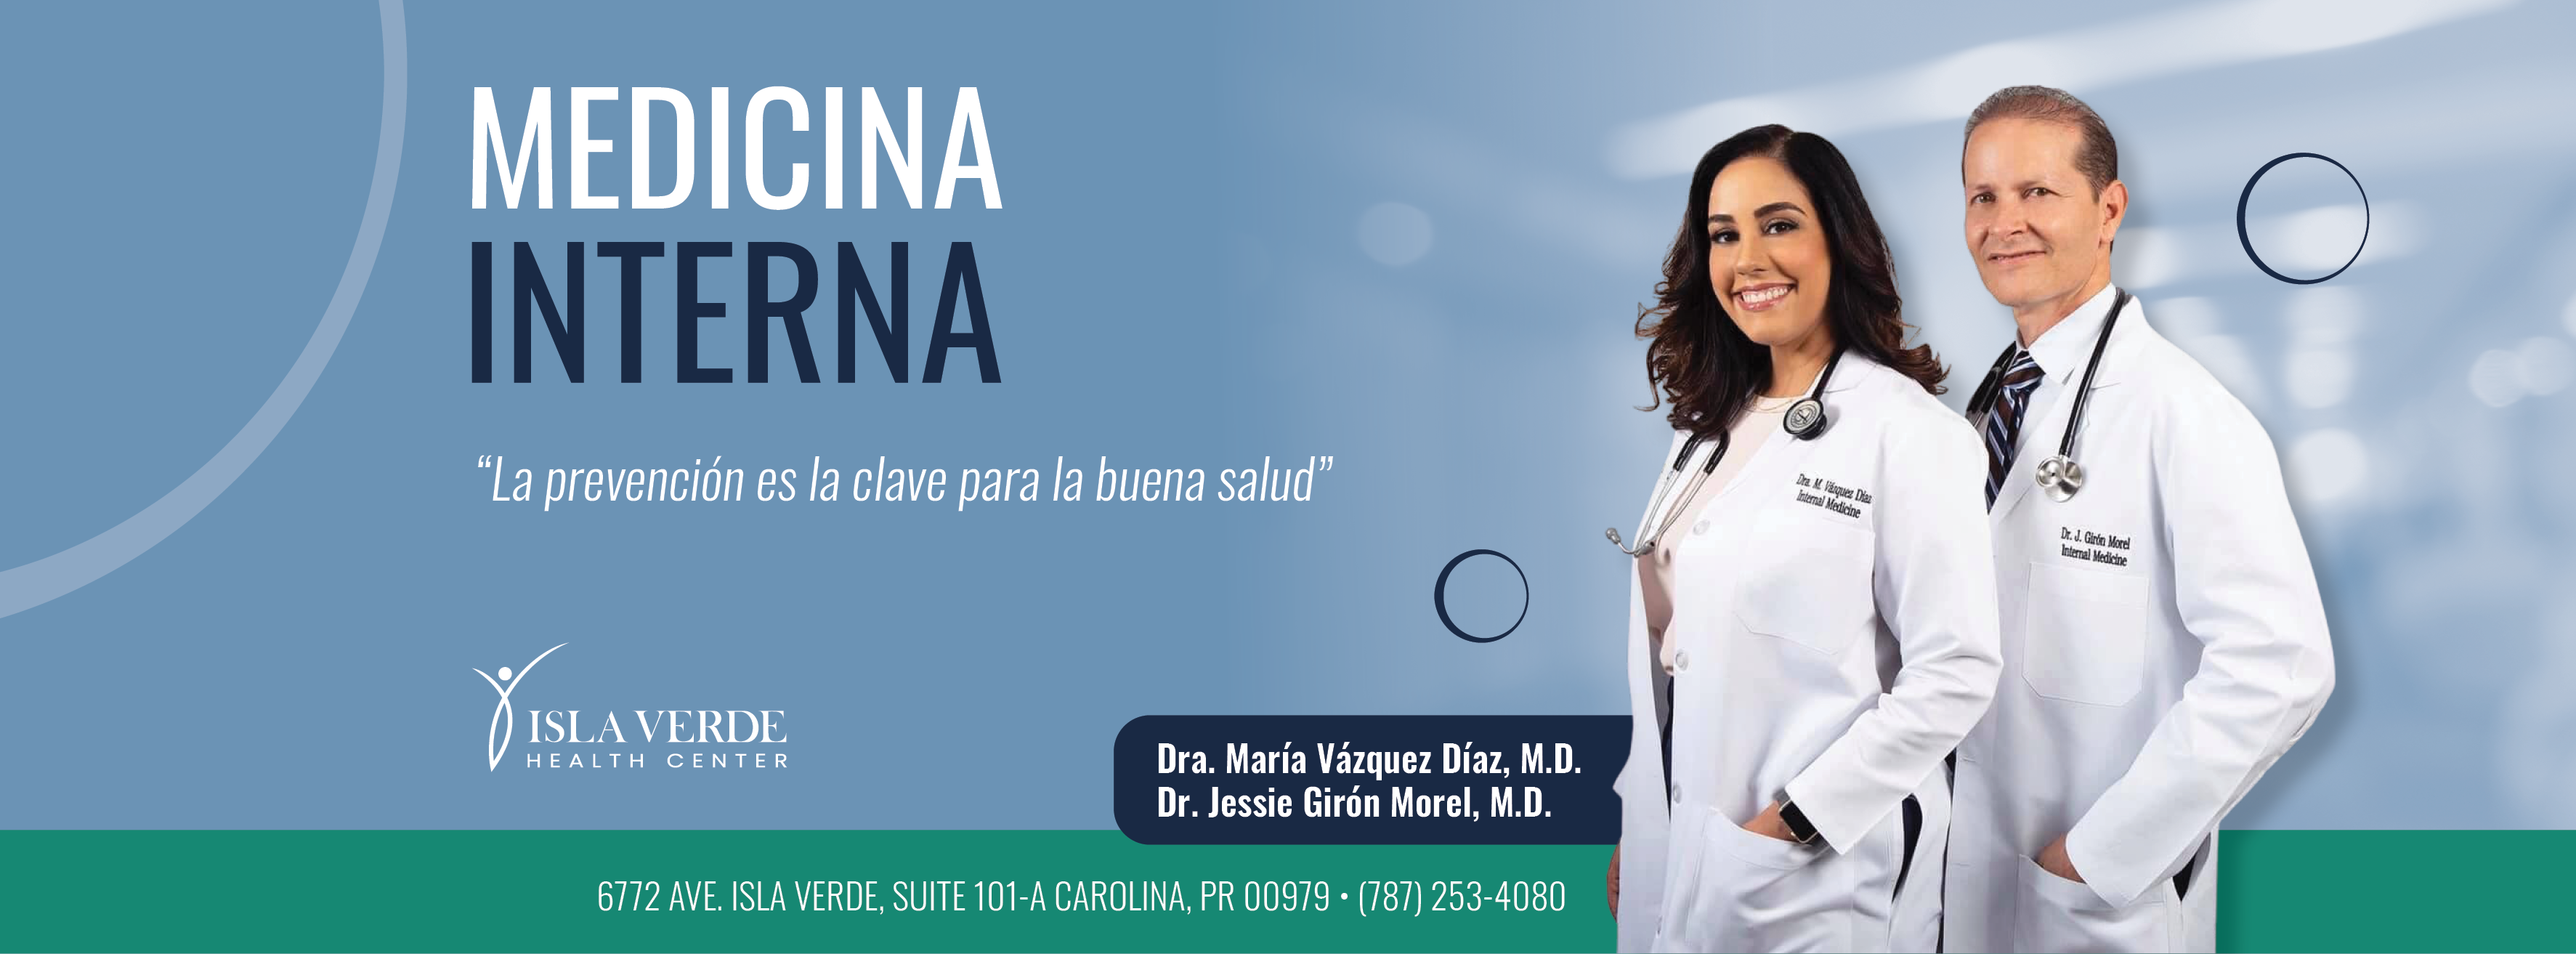 MEDICINA
INTERNA
“La prevención es la clave para la buena salud”
Dra. M. Vázquez Díaz
Internal Medicine
Dr. J. Girón Morel
Internal Medicine
ISLA VERDE
HEALTH CENTER
Dra. María Vázquez Díaz, M.D.
Dr. Jessie Girón Morel, M.D.
6772 AVE. ISLA VERDE, SUITE 101-A CAROLINA, PR 00979 • (787) 253-4080